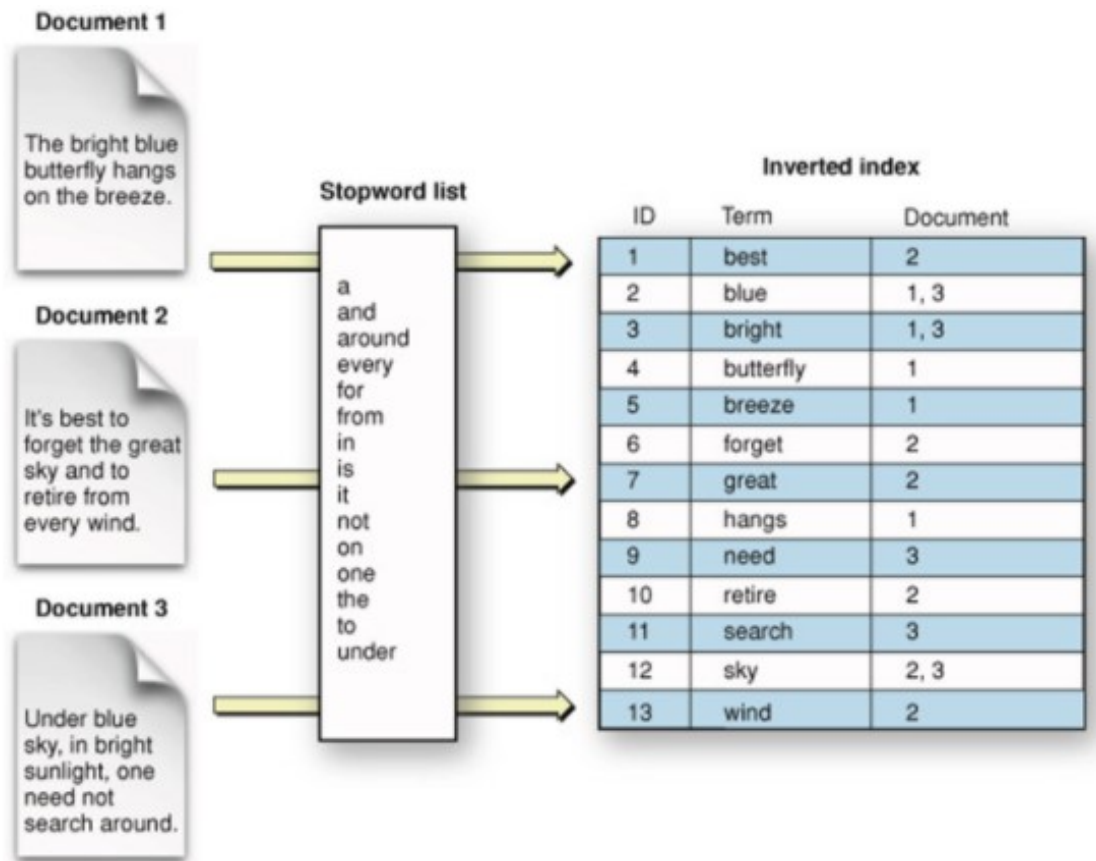 Document 1
The bright blue
butterfly hangs
on the breeze.
Document 2
It's best to
forget the great
sky and to
retire from
every wind.
Document 3
Under blue
sky, in bright
sunlight, one
need not
search around.
Stopword list
a
and
around
every
for
from
in
is
it
not
on
one
the
to
under
Inverted index
ID Term Document
1 best 2
2 blue 1, 3
3 bright 1, 3
4 butterfly 1
5 breeze 1
6 forget 2
7 great 2
8 hangs 1
9 need 3
10 retire 2
11 search 3
12 sky 2, 3
13 wind 2